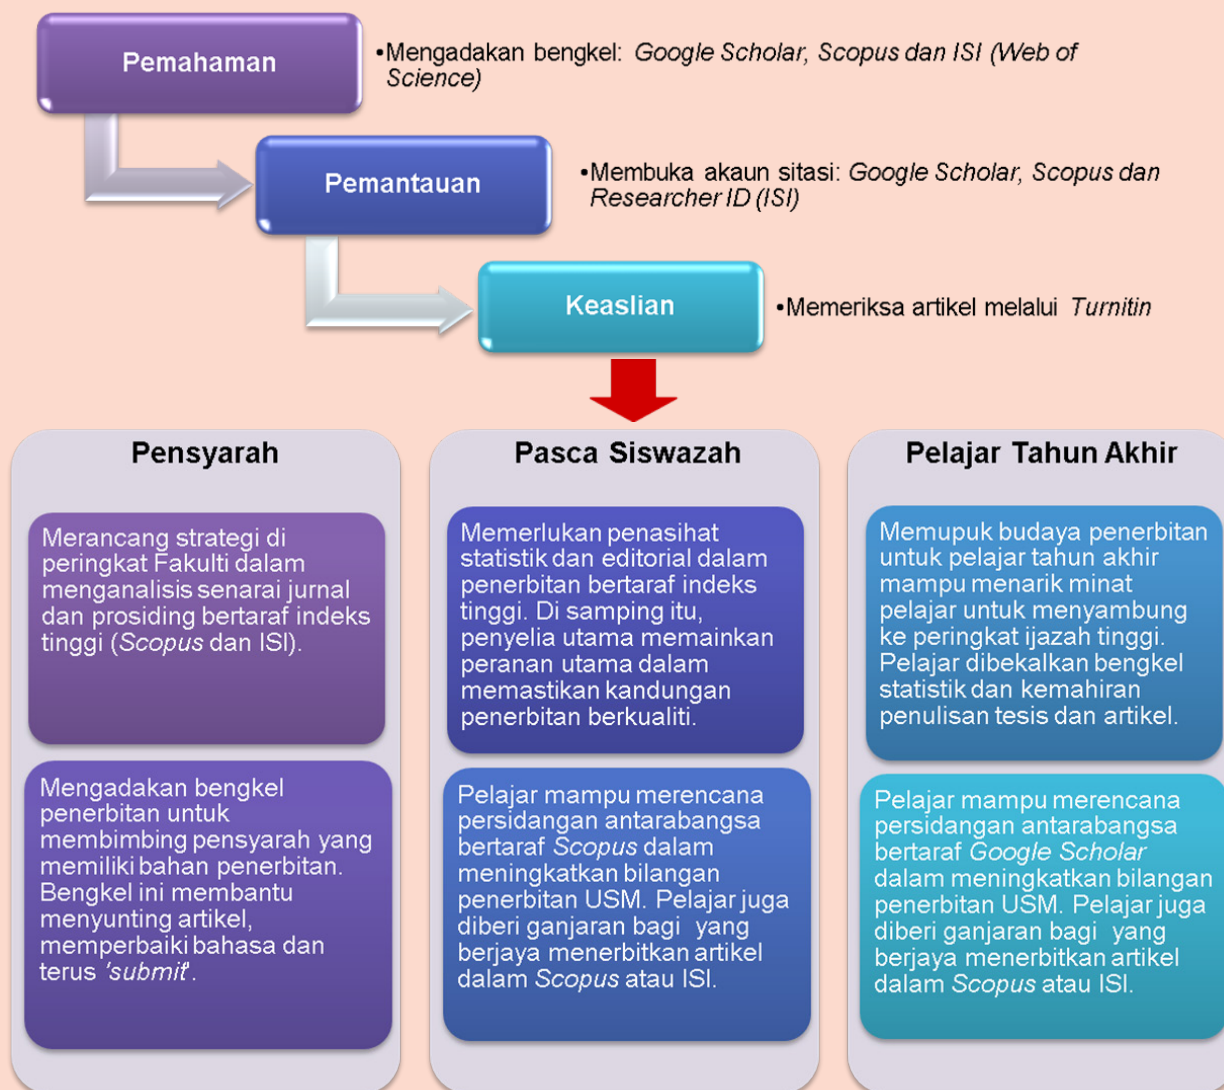 Pemahaman
•Mengadakan bengkel: Google Scholar, Scopus dan ISI (Web of
Science)
Pemantauan
•Membuka akaun sitasi: Google Scholar, Scopus dan
Researcher ID (ISI)
Keaslian
•Memeriksa artikel melalui Turnitin
Pensyarah
Merancang strategi di
peringkat Fakulti dalam
menganalisis senarai jurnal
dan prosiding bertaraf indeks
tinggi (Scopus dan ISI).
Mengadakan bengkel
penerbitan untuk
membimbing pensyarah yang
memiliki bahan penerbitan.
Bengkel ini membantu
menyunting artikel,
memperbaiki bahasa dan
terus 'submit'.
Pasca Siswazah
Memerlukan penasihat
statistik dan editorial dalam
penerbitan bertaraf indeks
tinggi. Di samping itu,
penyelia utama memainkan
peranan utama dalam
memastikan kandungan
penerbitan berkualiti.
Pelajar mampu merencana
persidangan antarabangsa
bertaraf Scopus dalam
meningkatkan bilangan
penerbitan USM. Pelajar juga
diberi ganjaran bagi yang
berjaya menerbitkan artikel
dalam Scopus atau ISI.
Pelajar Tahun Akhir
Memupuk budaya penerbitan
untuk pelajar tahun akhir
mampu menarik minat
pelajar untuk menyambung
ke peringkat ijazah tinggi.
Pelajar dibekalkan bengkel
statistik dan kemahiran
penulisan tesis dan artikel.
Pelajar mampu merencana
persidangan antarabangsa
bertaraf Google Scholar
dalam meningkatkan bilangan
penerbitan USM. Pelajar juga
diberi ganjaran bagi yang
berjaya menerbitkan artikel
dalam Scopus atau ISI.